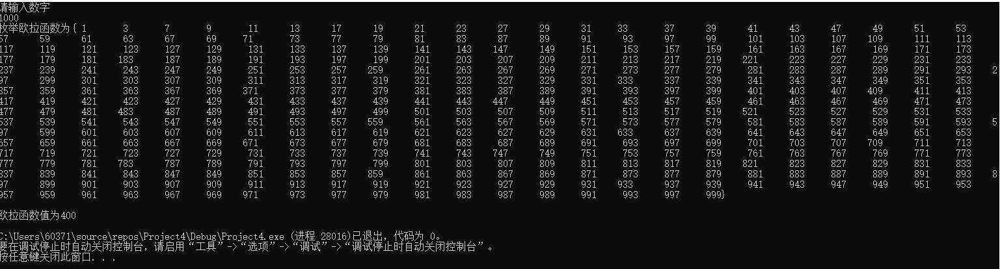 请输入数字
1000
枚举欧拉函数为{ 1 3 7 9 11 13 17 19 21 23 27 29 31 33 37 39 41 43 47 49 51 53
57 59 61 63 67 69 71 73 77 79 81 83 87 89 91 93 97 99 101 103 107 109 111 113
117 119 121 123 127 129 131 133 137 139 141 143 147 149 151 153 157 159 161 163 167 169 171 173
177 179 181 183 187 189 191 193 197 199 201 203 207 209 211 213 217 219 221 223 227 229 231 233
237 239 241 243 247 249 251 253 257 259 261 263 267 269 271 273 277 279 281 283 287 289 291 293 2
97 299 301 303 307 309 311 313 317 319 321 323 327 329 331 333 337 339 341 343 347 349 351 353
357 359 361 363 367 369 371 373 377 379 381 383 387 389 391 393 397 399 401 403 407 409 411 413
417 419 421 423 427 429 431 433 437 439 441 443 447 449 451 453 457 459 461 463 467 469 471 473
477 479 481 483 487 489 491 493 497 499 501 503 507 509 511 513 517 519 521 523 527 529 531 533
537 539 541 543 547 549 551 553 557 559 561 563 567 569 571 573 577 579 581 583 587 589 591 593 5
97 599 601 603 607 609 611 613 617 619 621 623 627 629 631 633 637 639 641 643 647 649 651 653
657 659 661 663 667 669 671 673 677 679 681 683 687 689 691 693 697 699 701 703 707 709 711 713
717 719 721 723 727 729 731 733 737 739 741 743 747 749 751 753 757 759 761 763 767 769 771 773
777 779 781 783 787 789 791 793 797 799 801 803 807 809 811 813 817 819 821 823 827 829 831 833
837 839 841 843 847 849 851 853 857 859 861 863 867 869 871 873 877 879 881 883 887 889 891 893 8
97 899 901 903 907 909 911 913 917 919 921 923 927 929 931 933 937 939 941 943 947 949 951 953
957 959 961 963 967 969 971 973 977 979 981 983 987 989 991 993 997 999}
欧拉函数值为400
C:\Users\60371\source\repos\Project4\Debug\Project4.exe (进程 28016)已退出，代码为 0。
要在调试停止时自动关闭控制台，请启用“工具”->“选项”->“调试”->“调试停止时自动关闭控制台”。
按任意键关闭此窗口. . .